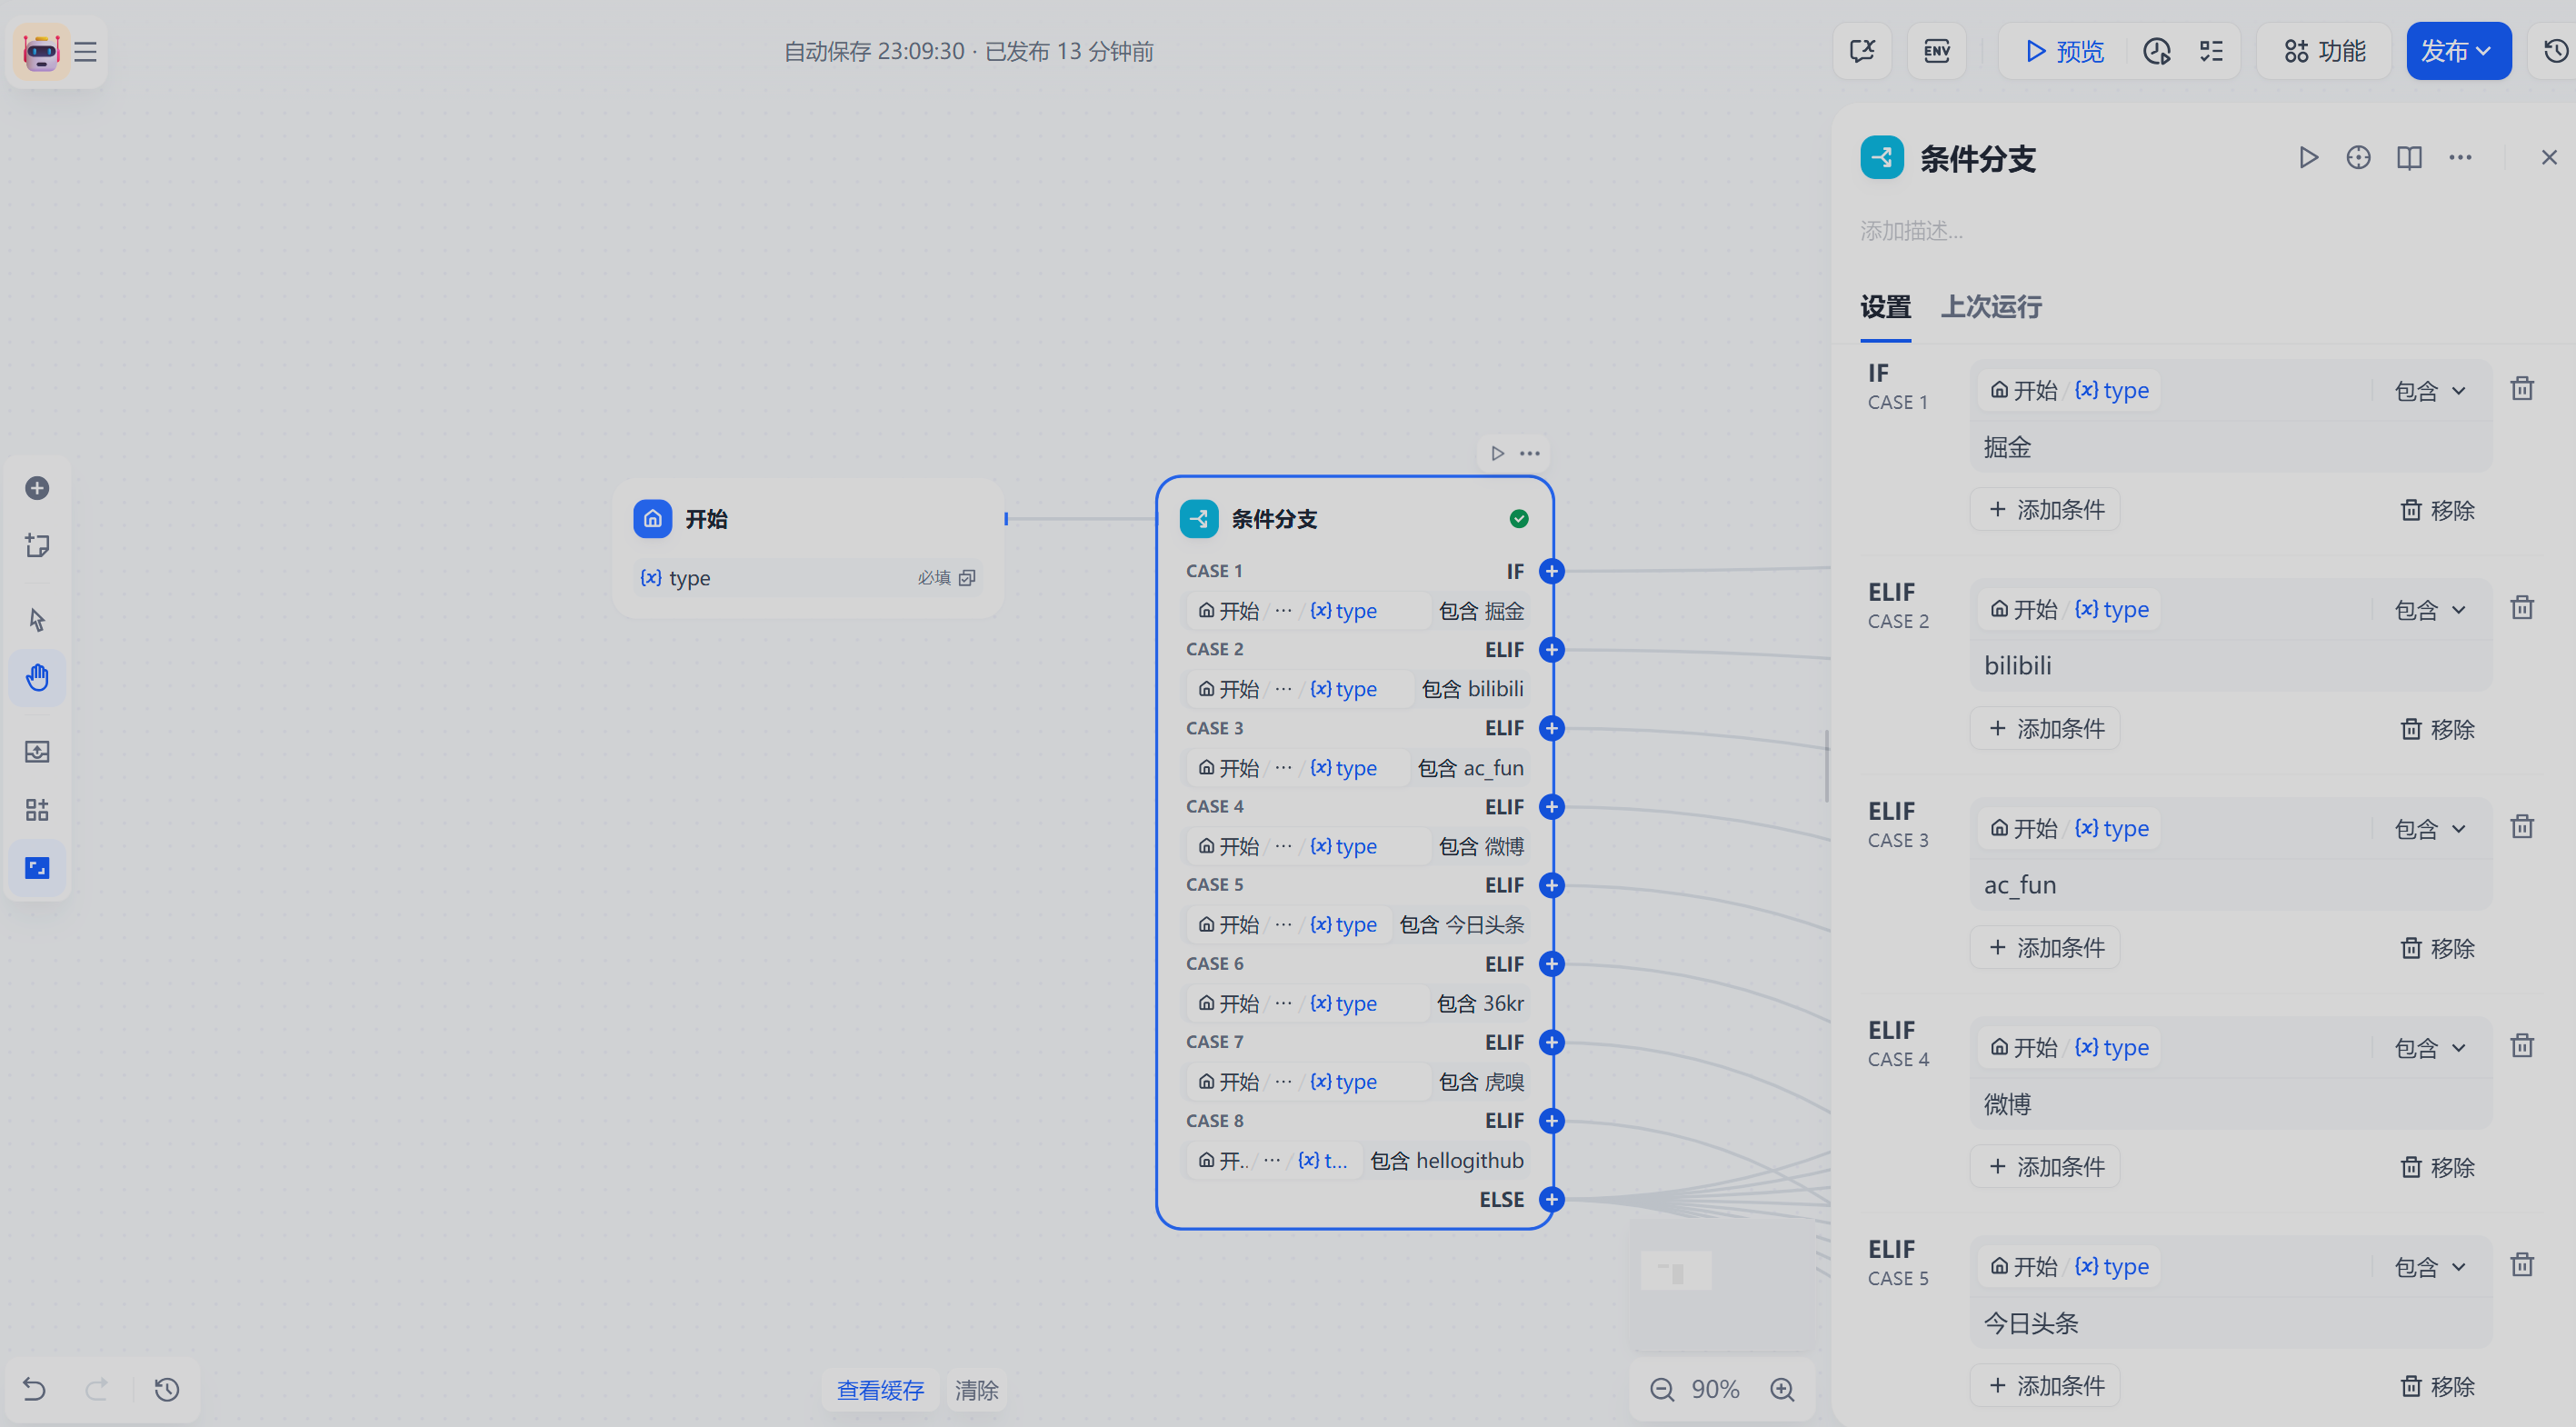 自动保存 23:09:30 · 已发布 13 分钟前
ENV
预览
功能
发布
开始
{x} type
必填
条件分支
CASE 1
IF
开始 / ··· / {x} type 包含 掘金
CASE 2
ELIF
开始 / ··· / {x} type 包含 bilibili
CASE 3
ELIF
开始 / ··· / {x} type 包含 ac_fun
CASE 4
ELIF
开始 / ··· / {x} type 包含 微博
CASE 5
ELIF
开始 / ··· / {x} type 包含 今日头条
CASE 6
ELIF
开始 / ··· / {x} type 包含 36kr
CASE 7
ELIF
开始 / ··· / {x} type 包含 虎嗅
CASE 8
ELIF
开.. / ··· / {x} t... 包含 hellogithub
ELSE
查看缓存
清除
90%
条件分支
添加描述...
设置
上次运行
IF
CASE 1
开始 / {x} type
包含
掘金
+ 添加条件
移除
ELIF
CASE 2
开始 / {x} type
包含
bilibili
+ 添加条件
移除
ELIF
CASE 3
开始 / {x} type
包含
ac_fun
+ 添加条件
移除
ELIF
CASE 4
开始 / {x} type
包含
微博
+ 添加条件
移除
ELIF
CASE 5
开始 / {x} type
包含
今日头条
+ 添加条件
移除